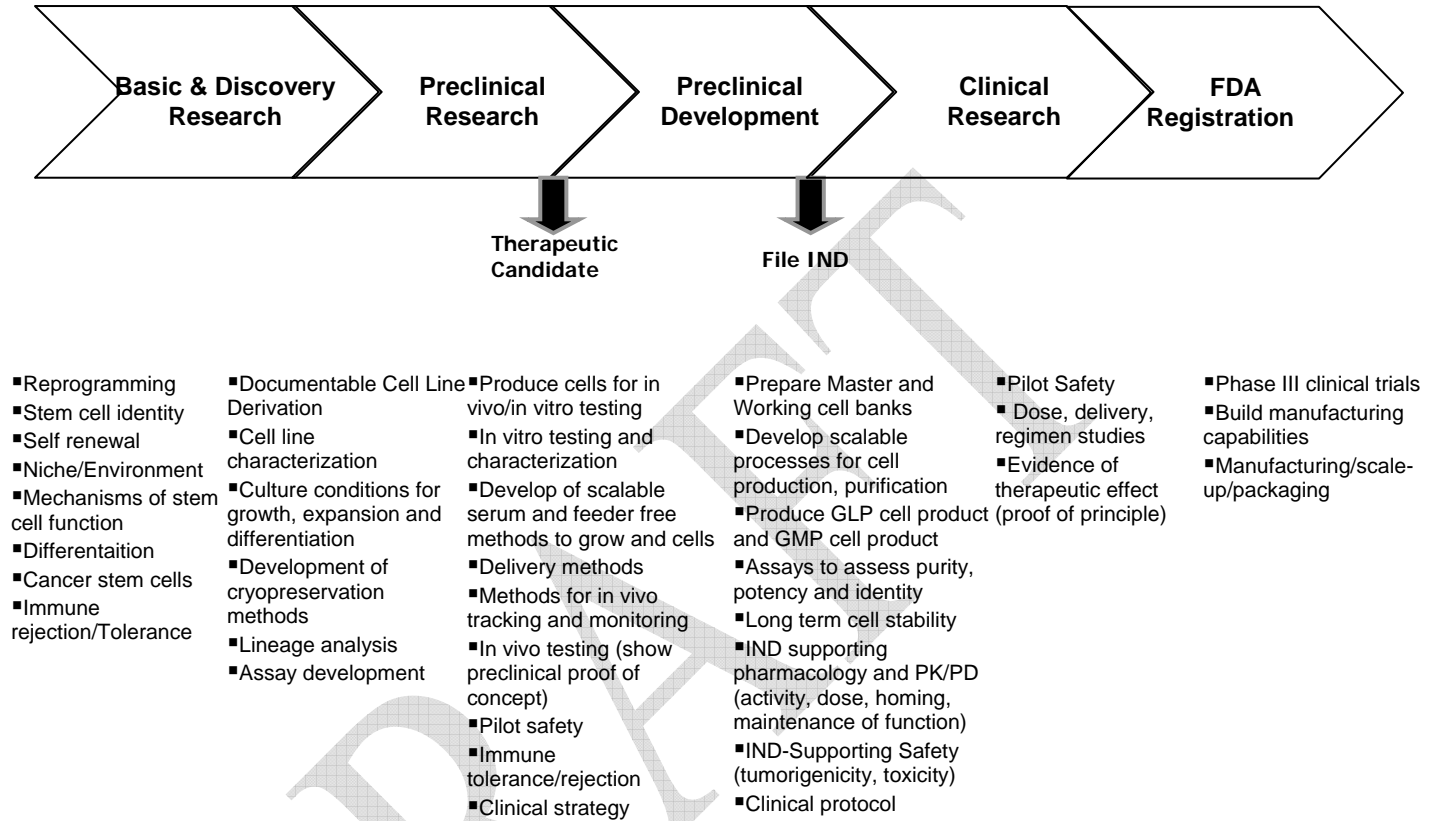 Basic & Discovery
Research
Preclinical
Research
Preclinical
Development
Clinical
Research
FDA
Registration
Therapeutic
Candidate
File IND
▪Reprogramming
▪Stem cell identity
▪Self renewal
▪Niche/Environment
▪Mechanisms of stem
cell function
▪Differentaition
▪Cancer stem cells
▪Immune
rejection/Tolerance
▪Documentable Cell Line
Derivation
▪Cell line
characterization
▪Culture conditions for
growth, expansion and
differentiation
▪Development of
cryopreservation
methods
▪Lineage analysis
▪Assay development
▪Produce cells for in
vivo/in vitro testing
▪In vitro testing and
characterization
▪Develop of scalable
serum and feeder free
methods to grow and cells
▪Delivery methods
▪Methods for in vivo
tracking and monitoring
▪In vivo testing (show
preclinical proof of
concept)
▪Pilot safety
▪Immune
tolerance/rejection
▪Clinical strategy
▪Prepare Master and
Working cell banks
▪Develop scalable
processes for cell
production, purification
▪Produce GLP cell product
and GMP cell product
▪Assays to assess purity,
potency and identity
▪Long term cell stability
▪IND supporting
pharmacology and PK/PD
(activity, dose, homing,
maintenance of function)
▪IND-Supporting Safety
(tumorigenicity, toxicity)
▪Clinical protocol
▪Pilot Safety
▪ Dose, delivery,
regimen studies
▪Evidence of
therapeutic effect
(proof of principle)
▪Phase III clinical trials
▪Build manufacturing
capabilities
▪Manufacturing/scale-
up/packaging
DRAFT